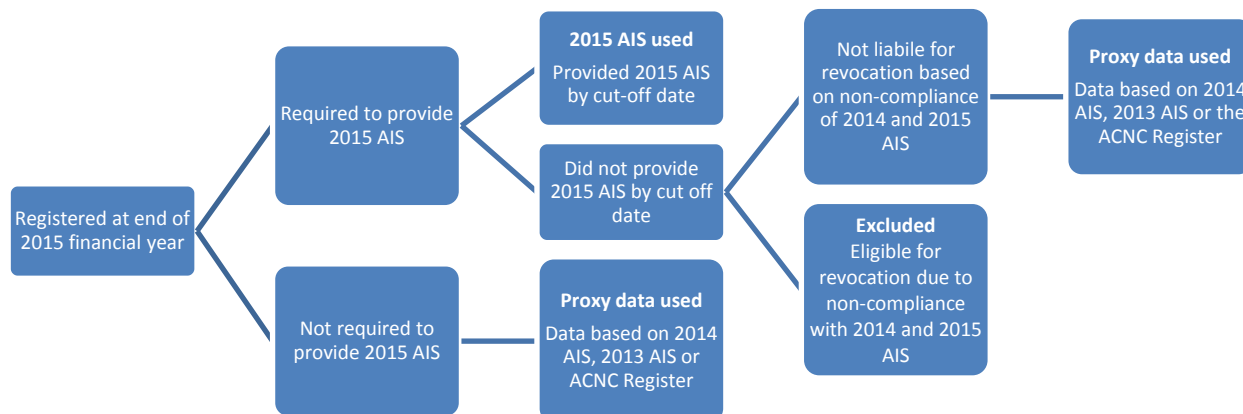 Registered at end of
2015 financial year
Required to provide
2015 AIS
Not required to
provide 2015 AIS
2015 AIS used
Provided 2015 AIS
by cut-off date
Did not provide
2015 AIS by cut off
date
Proxy data used
Data based on 2014
AIS, 2013 AIS or
ACNC Register
Not liabile for
revocation based
on non-compliance
of 2014 and 2015
AIS
Excluded
Eligible for
revocation due to
non-compliance
with 2014 and 2015
AIS
Proxy data used
Data based on 2014
AIS, 2013 AIS or the
ACNC Register